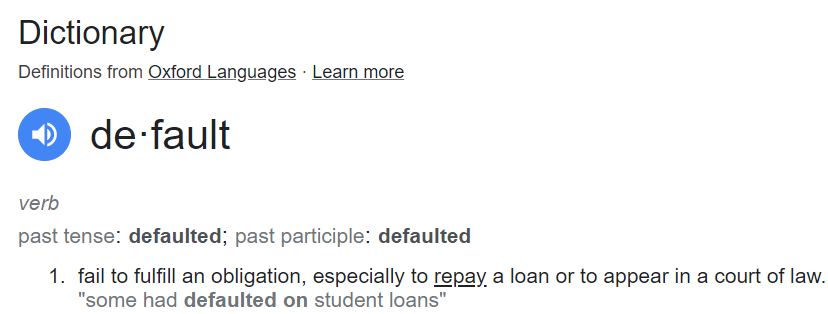 Dictionary
Definitions from Oxford Languages · Learn more
de·fault
verb
past tense: defaulted; past participle: defaulted
1. fail to fulfill an obligation, especially to repay a loan or to appear in a court of law.
"some had defaulted on student loans"